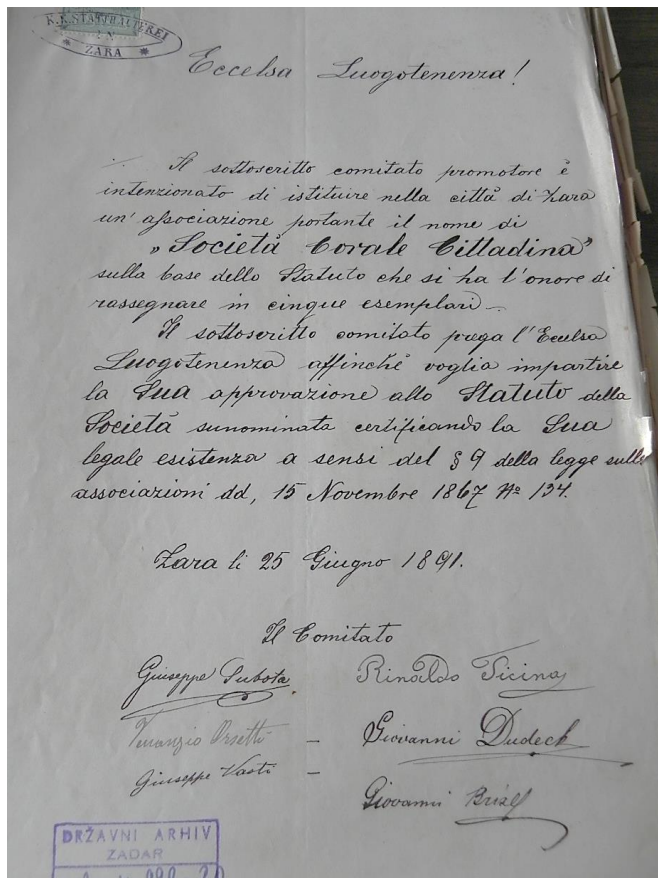 K.K. STATTHALTEREI
IN
* ZARA *
Eccelsa Luogotenenza!
Il sottoscritto comitato promotore è
intenzionato di istituire nella città di Zara
un' associazione portante il nome di
„Società Corale Cittadina”
sulla base dello Statuto che si ha l'onore di
rassegnare in cinque esemplari –
Il sottoscritto comitato prega l'Eccelsa
Luogotenenza affinchè voglia impartire
la Sua approvazione allo Statuto della
Società sunominata certificando la Sua
legale esistenza a sensi del § 9 della legge sulle
associazioni dd, 15 Novembre 1867 No 134.
Zara li 25 Giugno 1891.
Il Comitato
Giuseppe Rinaldo
Venanzio Orsetti – Giovanni Dudeck
Giuseppe Vasti –
Giovanni
DRŽAVNI ARHIV
ZADAR